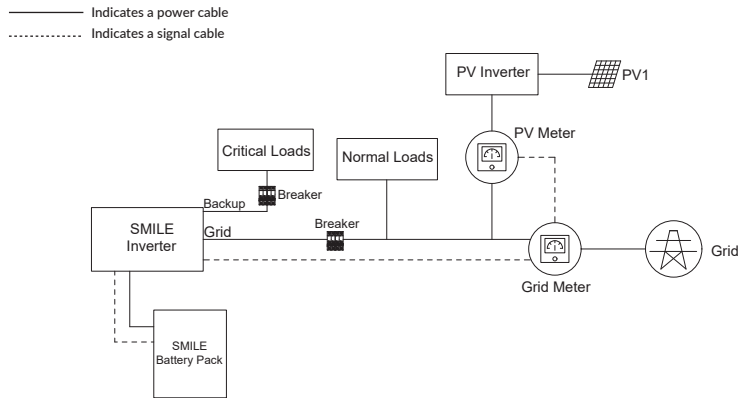 Indicates a power cable
Indicates a signal cable
PV Inverter
PV1
PV Meter
Critical Loads
Normal Loads
Breaker
Backup
Breaker
SMILE
Inverter
Grid
Grid
Grid Meter
SMILE
Battery Pack